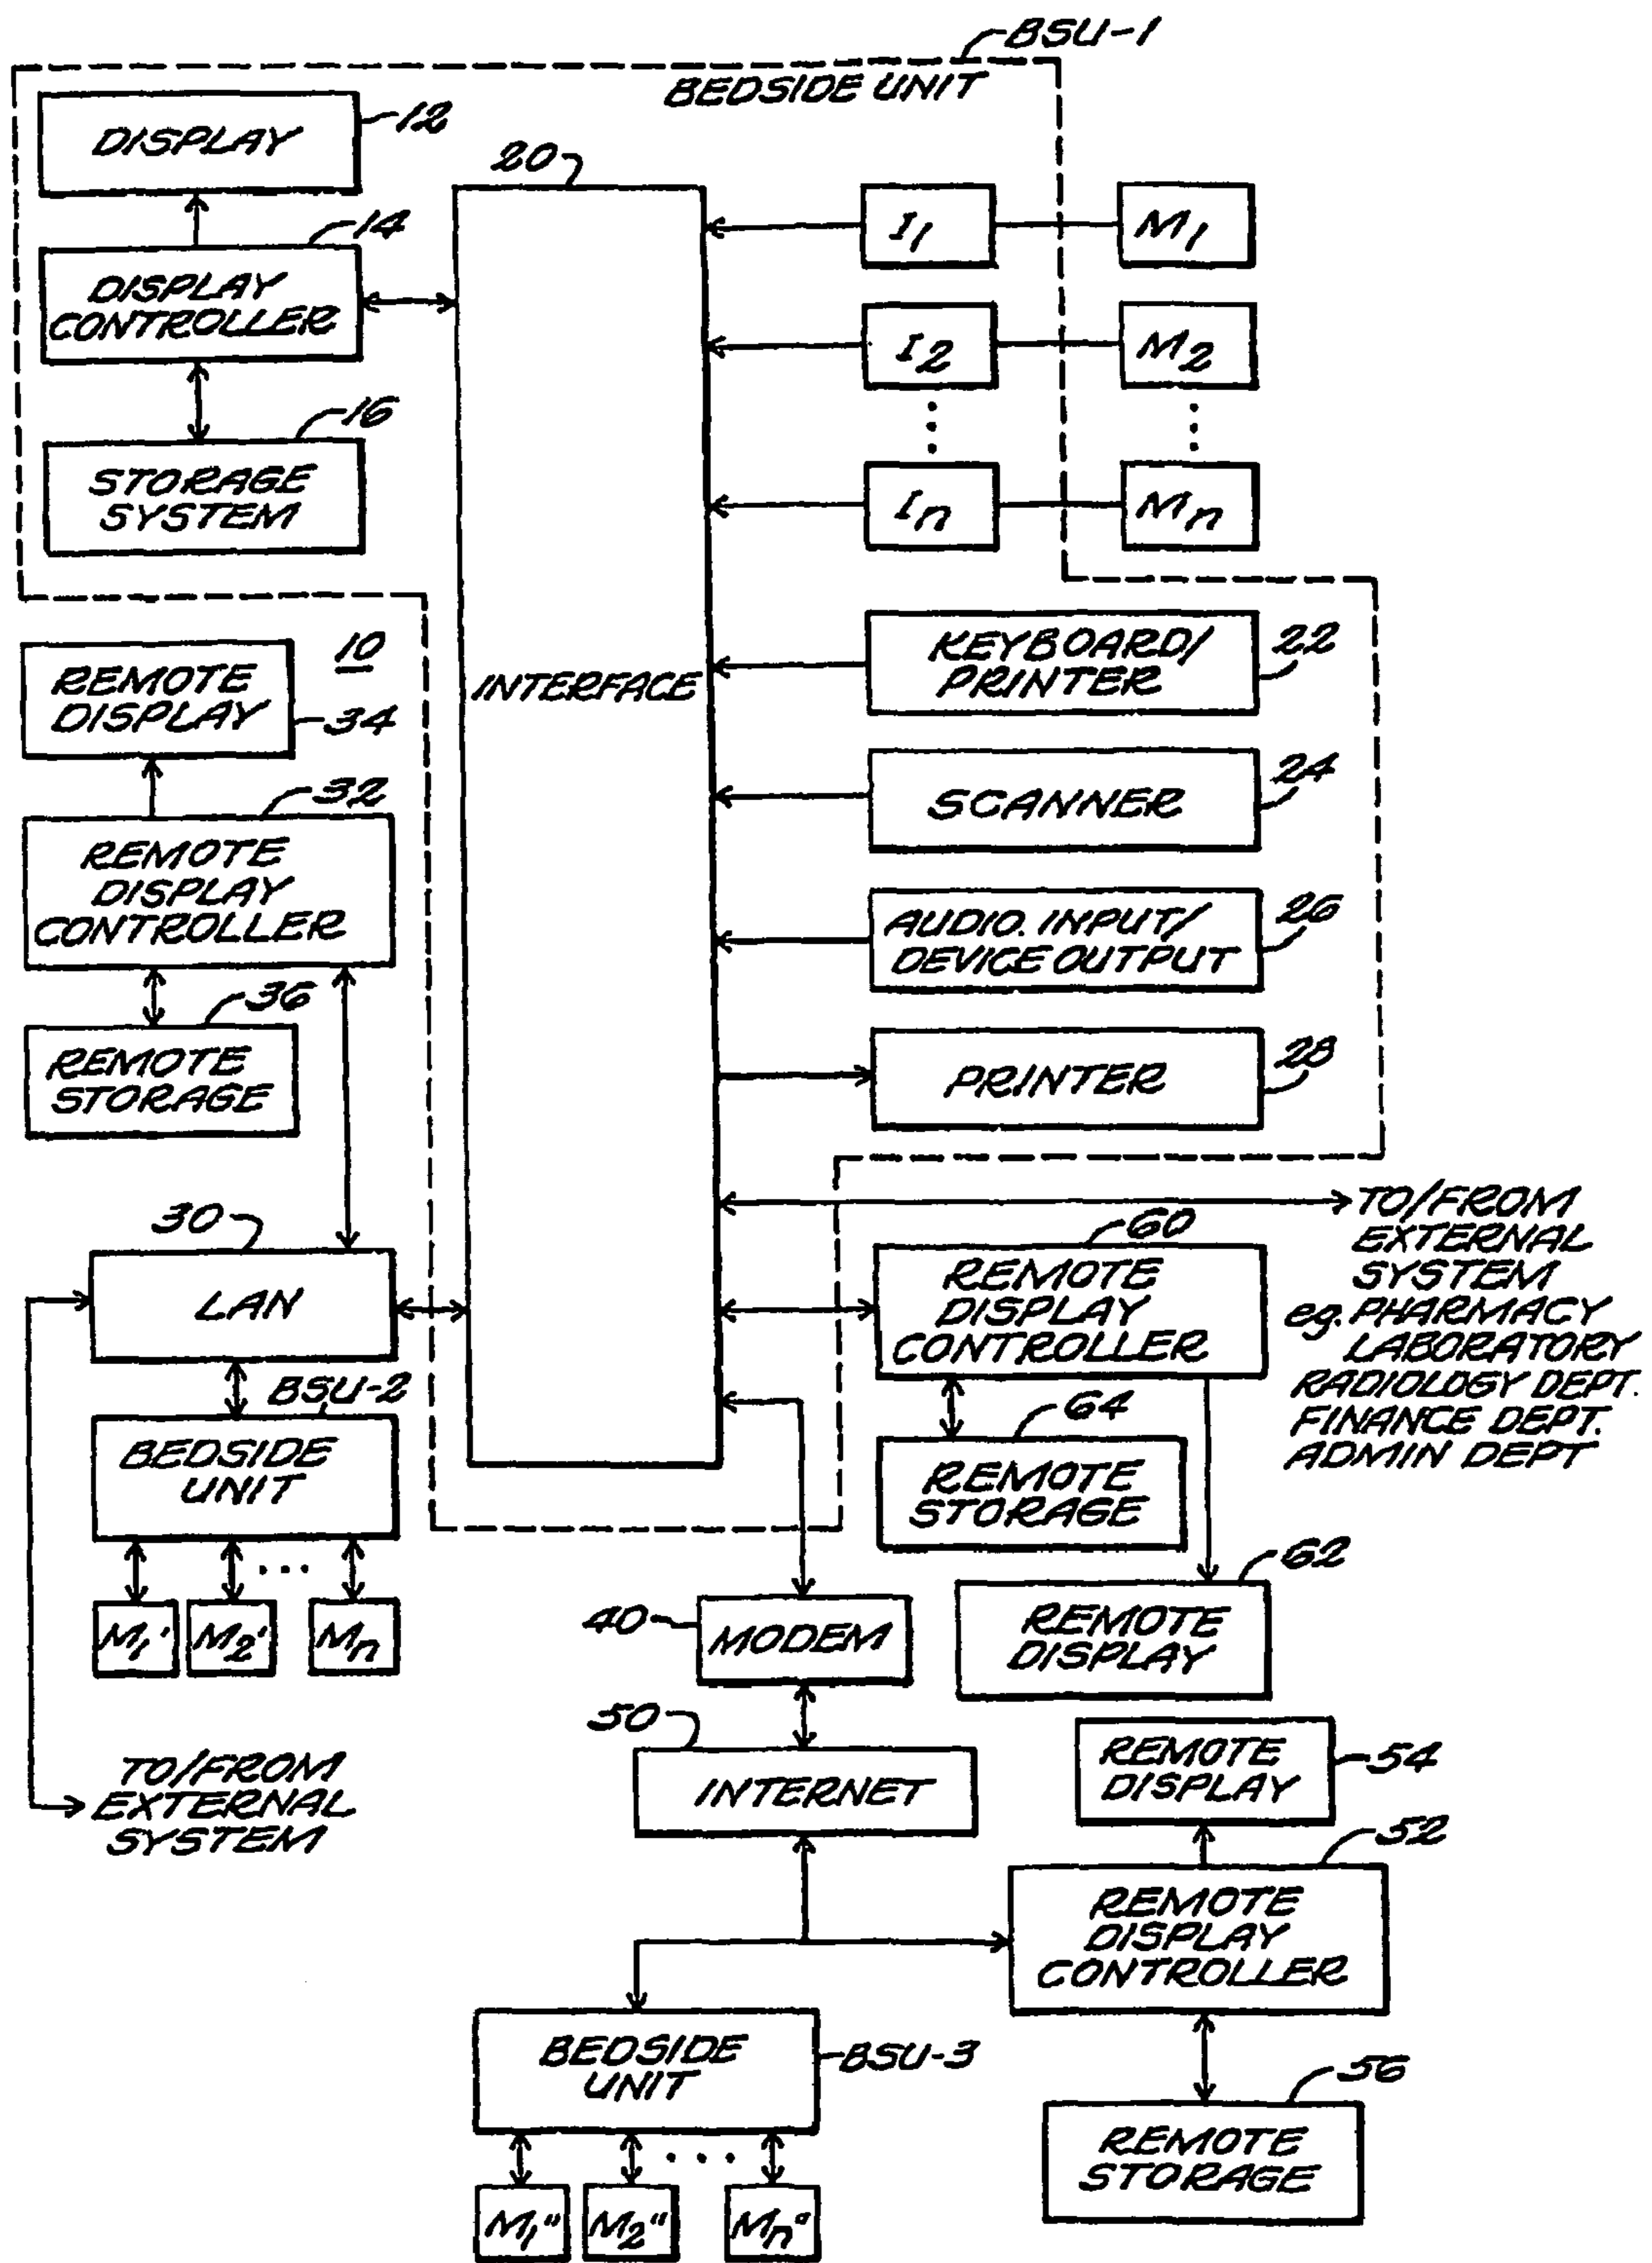 BSU-1
BEDSIDE UNIT
DISPLAY
12
20
14
DISPLAY
CONTROLLER
16
STORAGE
SYSTEM
I1
M1
I2
M2
In
Mn
INTERFACE
KEYBOARD/
PRINTER
22
SCANNER
24
AUDIO. INPUT/
DEVICE OUTPUT
26
PRINTER
28
10
REMOTE
DISPLAY
34
32
REMOTE
DISPLAY
CONTROLLER
36
REMOTE
STORAGE
30
LAN
BSU-2
BEDSIDE
UNIT
M1'
M2'
Mn
TO/FROM
EXTERNAL
SYSTEM
TO/FROM
EXTERNAL
SYSTEM
eg. PHARMACY
LABORATORY
RADIOLOGY DEPT.
FINANCE DEPT.
ADMIN DEPT
60
REMOTE
DISPLAY
CONTROLLER
64
REMOTE
STORAGE
62
REMOTE
DISPLAY
40
MODEM
50
INTERNET
REMOTE
DISPLAY
54
52
REMOTE
DISPLAY
CONTROLLER
56
REMOTE
STORAGE
BEDSIDE
UNIT
BSU-3
M1"
M2"
Mn"